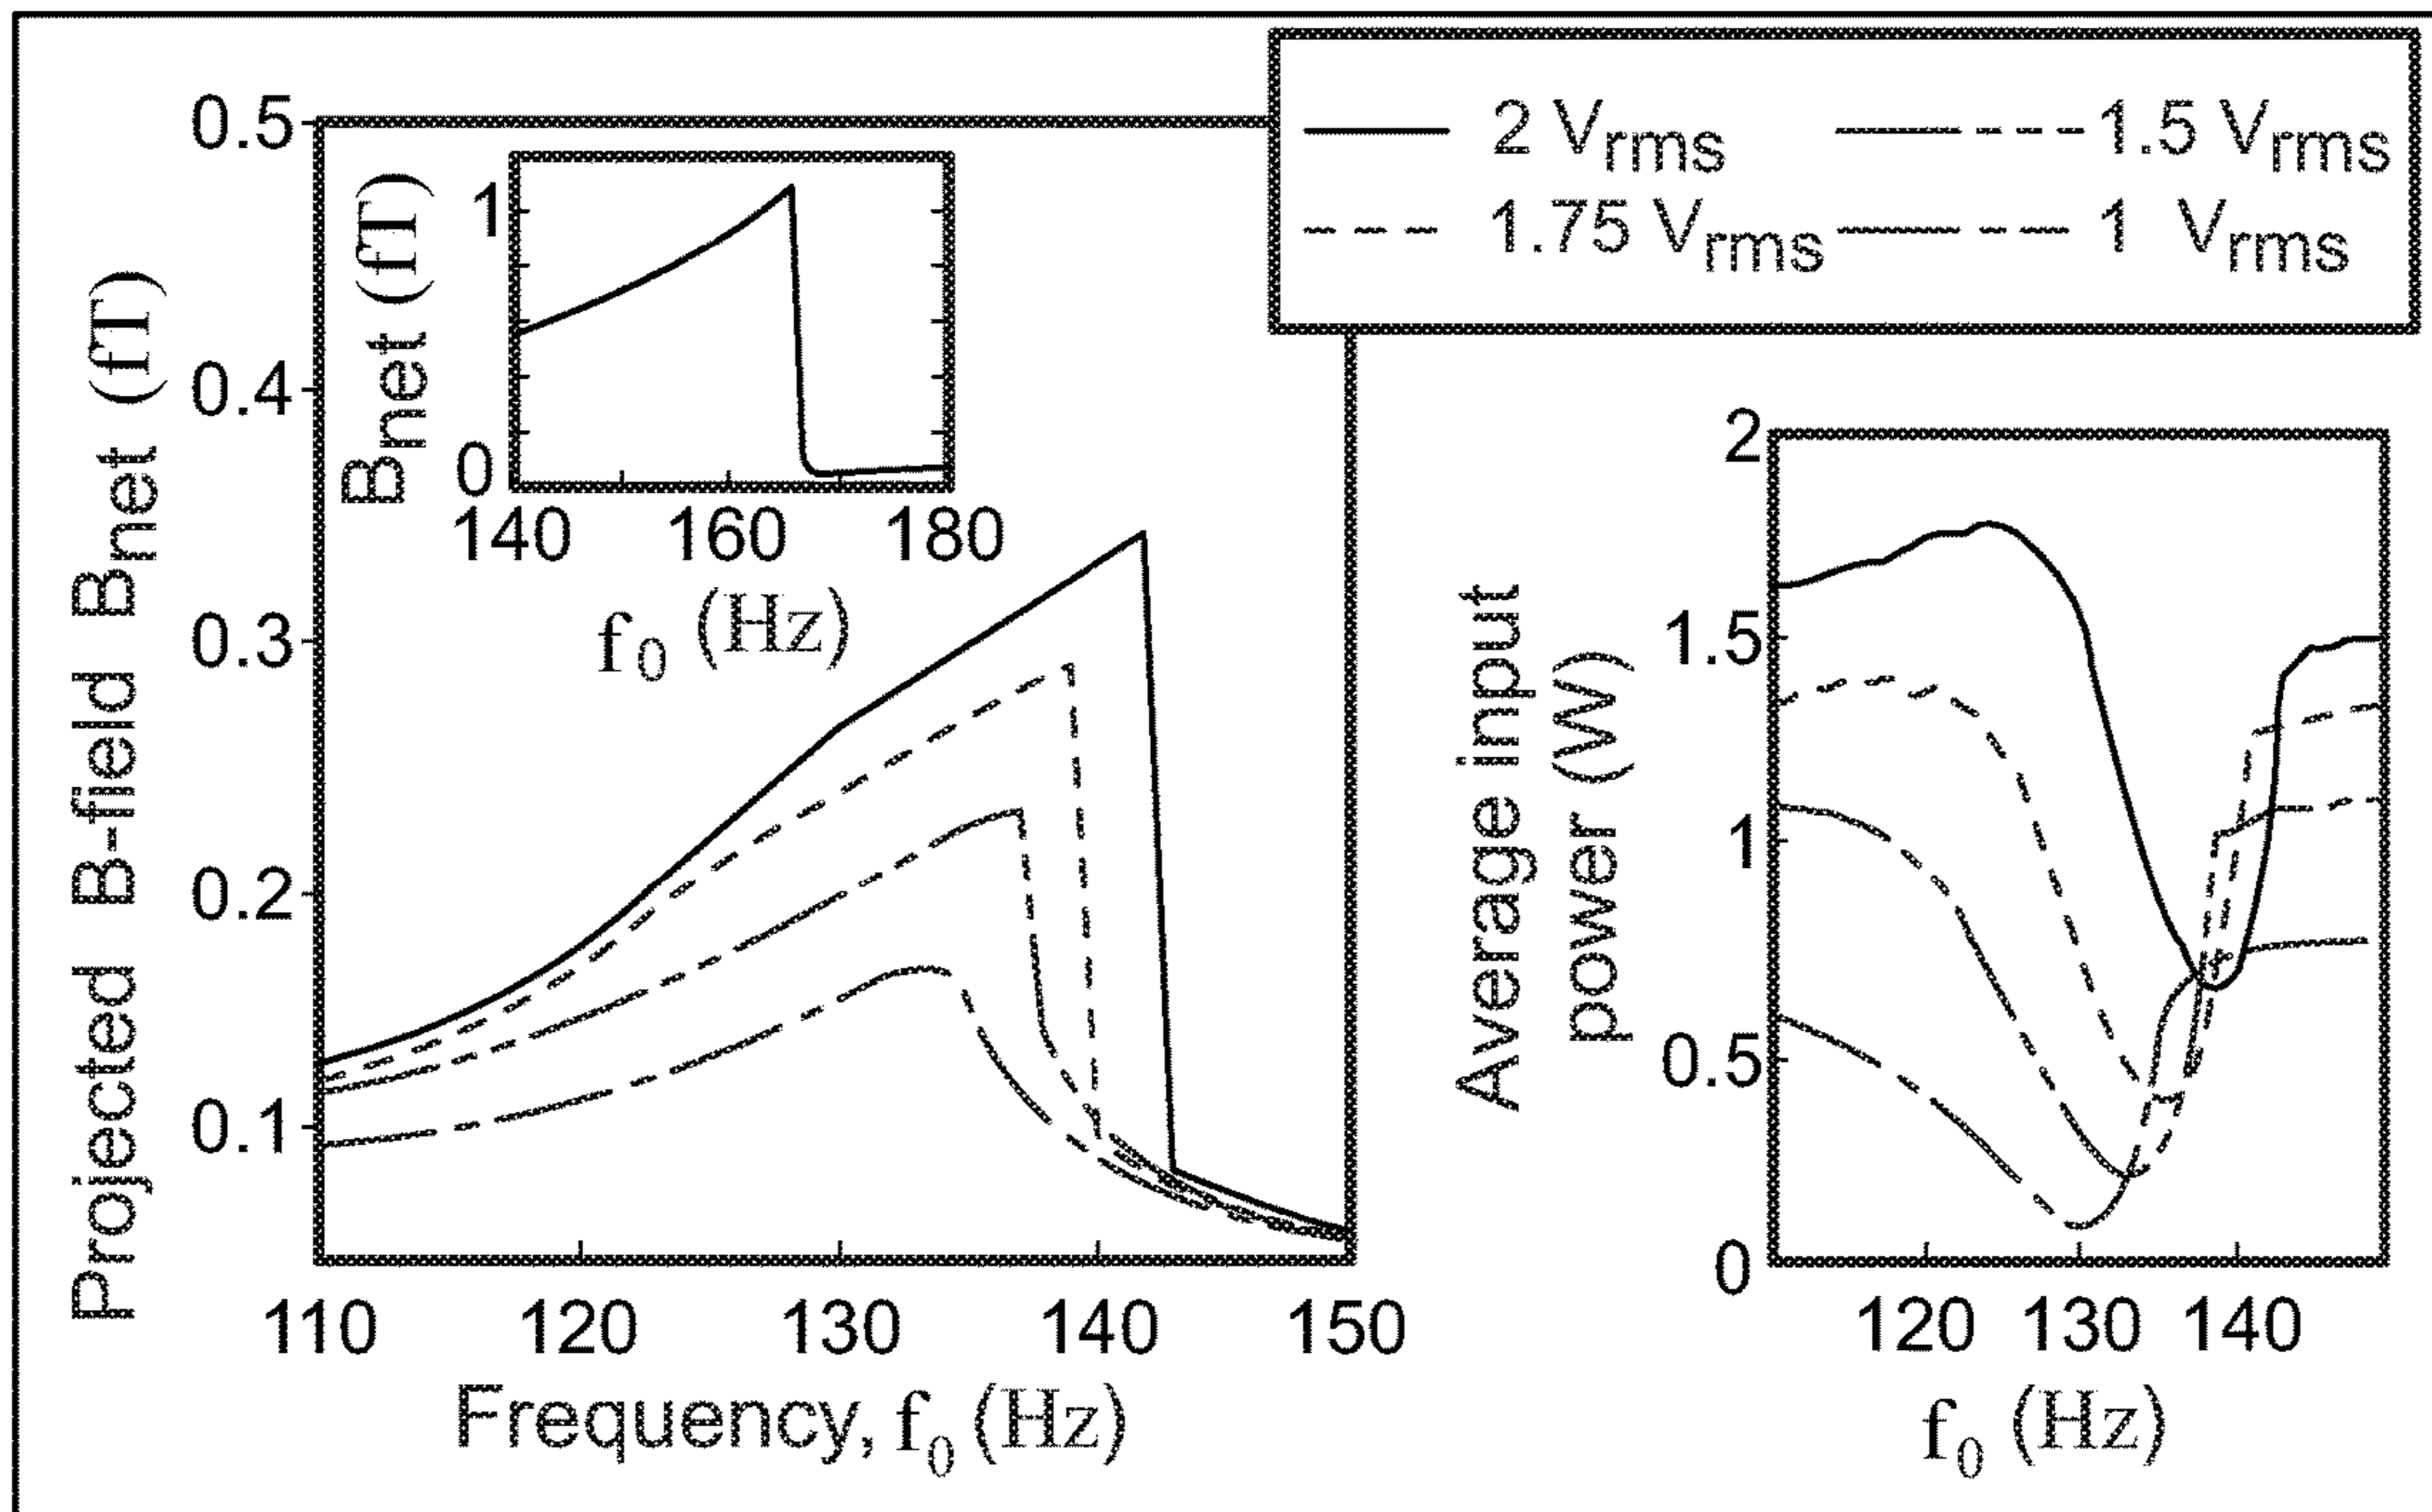 2 Vrms
1.5 Vrms
1.75 Vrms
1 Vrms
Projected B-field Bnet (fT)
0.5
0.4
0.3
0.2
0.1
110 120 130 140 150
Frequency, f0 (Hz)
Bnet (fT)
1
0
140 160 180
f0 (Hz)
Average input
power (W)
2
1.5
1
0.5
0
120 130 140
f0 (Hz)